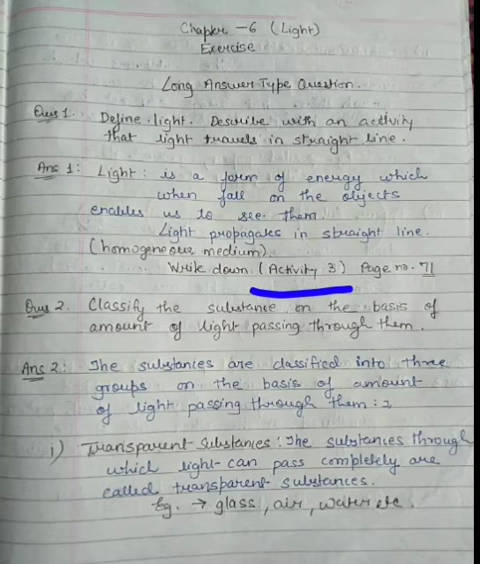 Chapter -6 (Light)
Exercise
Long Answer Type Question.
Ques 1. Define light. Describe with an activity
that light travels in straight line.
Ans 1: Light: is a form of energy which
when fall on the objects
enables us to see them.
Light propagates in straight line.
(homogeneous medium)
Write down (Activity 3) Page no. 71
Ques 2. Classify the substance on the basis of
amount of light passing through them.
Ans 2: The substances are classified into three
groups on the basis of amount
of light passing through them:-
i) Transparent Substances: The substances through
which light can pass completely are
called transparent substances.
Eg. → glass, air, water etc.